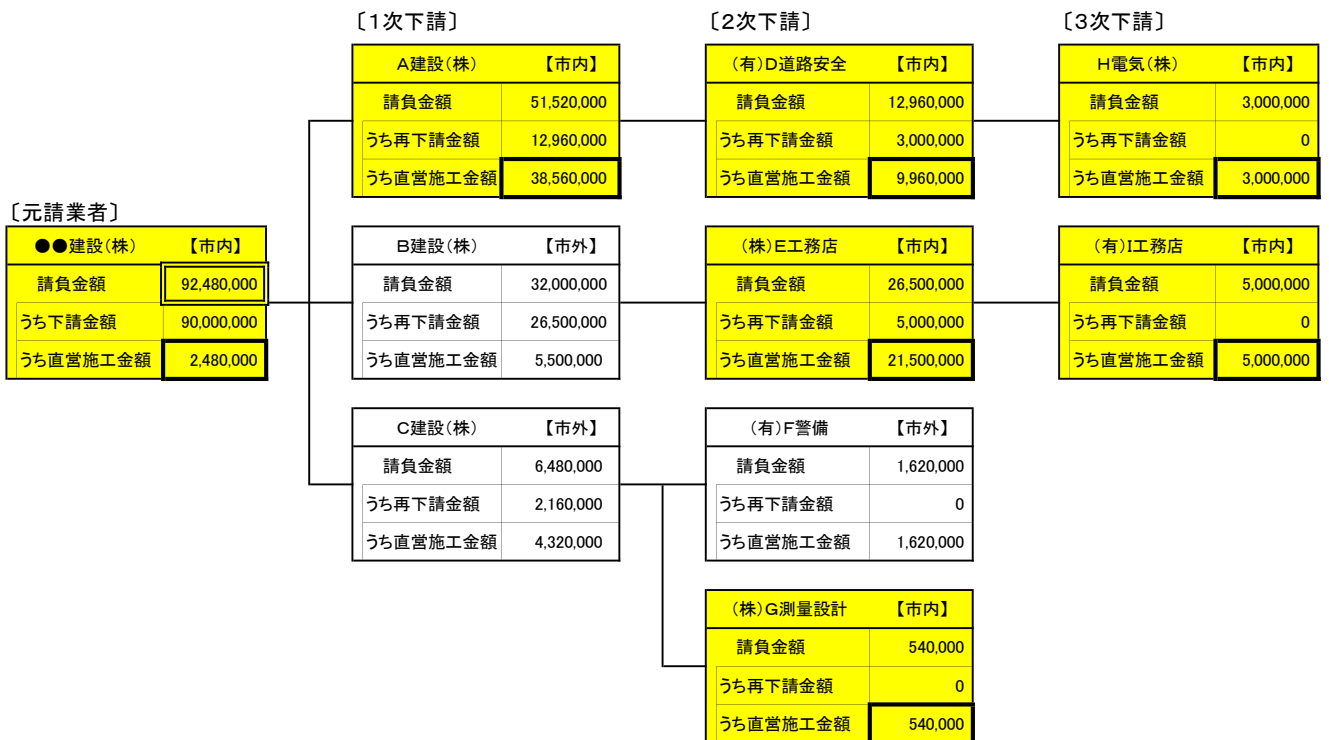 〔1次下請〕 〔2次下請〕 〔3次下請〕
A建設(株) 【市内】
請負金額 51,520,000
うち再下請金額 12,960,000
うち直営施工金額 38,560,000
(有)D道路安全 【市内】
請負金額 12,960,000
うち再下請金額 3,000,000
うち直営施工金額 9,960,000
H電気(株) 【市内】
請負金額 3,000,000
うち再下請金額 0
うち直営施工金額 3,000,000
〔元請業者〕
●●建設(株) 【市内】
請負金額 92,480,000
うち下請金額 90,000,000
うち直営施工金額 2,480,000
B建設(株) 【市外】
請負金額 32,000,000
うち再下請金額 26,500,000
うち直営施工金額 5,500,000
(株)E工務店 【市内】
請負金額 26,500,000
うち再下請金額 5,000,000
うち直営施工金額 21,500,000
(有)I工務店 【市内】
請負金額 5,000,000
うち再下請金額 0
うち直営施工金額 5,000,000
C建設(株) 【市外】
請負金額 6,480,000
うち再下請金額 2,160,000
うち直営施工金額 4,320,000
(有)F警備 【市外】
請負金額 1,620,000
うち再下請金額 0
うち直営施工金額 1,620,000
(株)G測量設計 【市内】
請負金額 540,000
うち再下請金額 0
うち直営施工金額 540,000